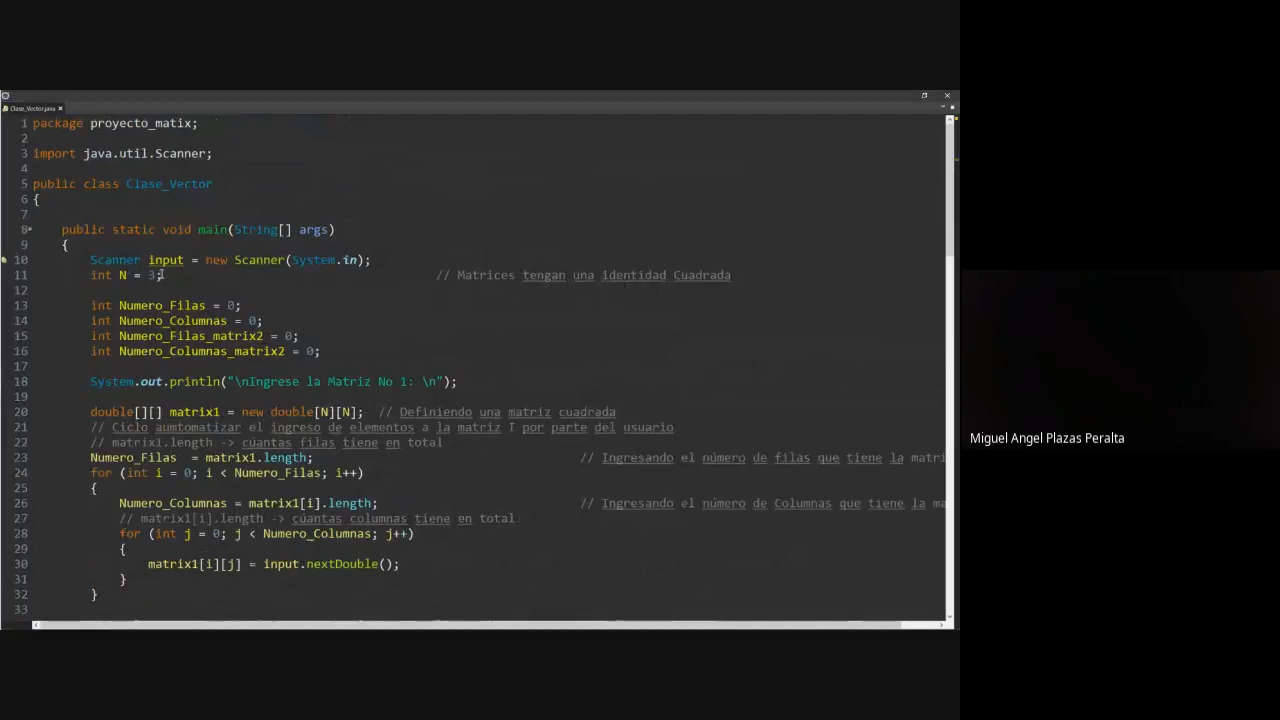 Clase_Vector.java
1 package proyecto_matix;
2
3 import java.util.Scanner;
4
5 public class Clase_Vector
6 {
7
8 public static void main(String[] args)
9 {
10 Scanner input = new Scanner(System.in);
11 int N = 3; // Matrices tengan una identidad Cuadrada
12
13 int Numero_Filas = 0;
14 int Numero_Columnas = 0;
15 int Numero_Filas_matrix2 = 0;
16 int Numero_Columnas_matrix2 = 0;
17
18 System.out.println("\nIngrese la Matriz No 1: \n");
19
20 double[][] matrix1 = new double[N][N]; // Definiendo una matriz cuadrada
21 // Ciclo aumtomatizar el ingreso de elementos a la matriz I por parte del usuario
22 // matrix1.length -> cúantas filas tiene en total
23 Numero_Filas = matrix1.length; // Ingresando el número de filas que tiene la matri
24 for (int i = 0; i < Numero_Filas; i++)
25 {
26 Numero_Columnas = matrix1[i].length; // Ingresando el número de Columnas que tiene la ma
27 // matrix1[i].length -> cúantas columnas tiene en total
28 for (int j = 0; j < Numero_Columnas; j++)
29 {
30 matrix1[i][j] = input.nextDouble();
31 }
32 }
33
Miguel Angel Plazas Peralta